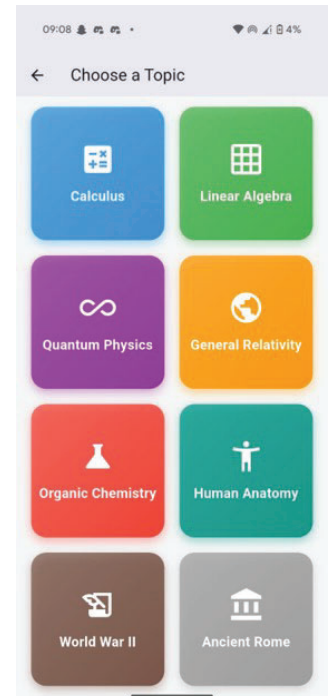 09:08 4%
Choose a Topic
Calculus
Linear Algebra
Quantum Physics
General Relativity
Organic Chemistry
Human Anatomy
World War II
Ancient Rome